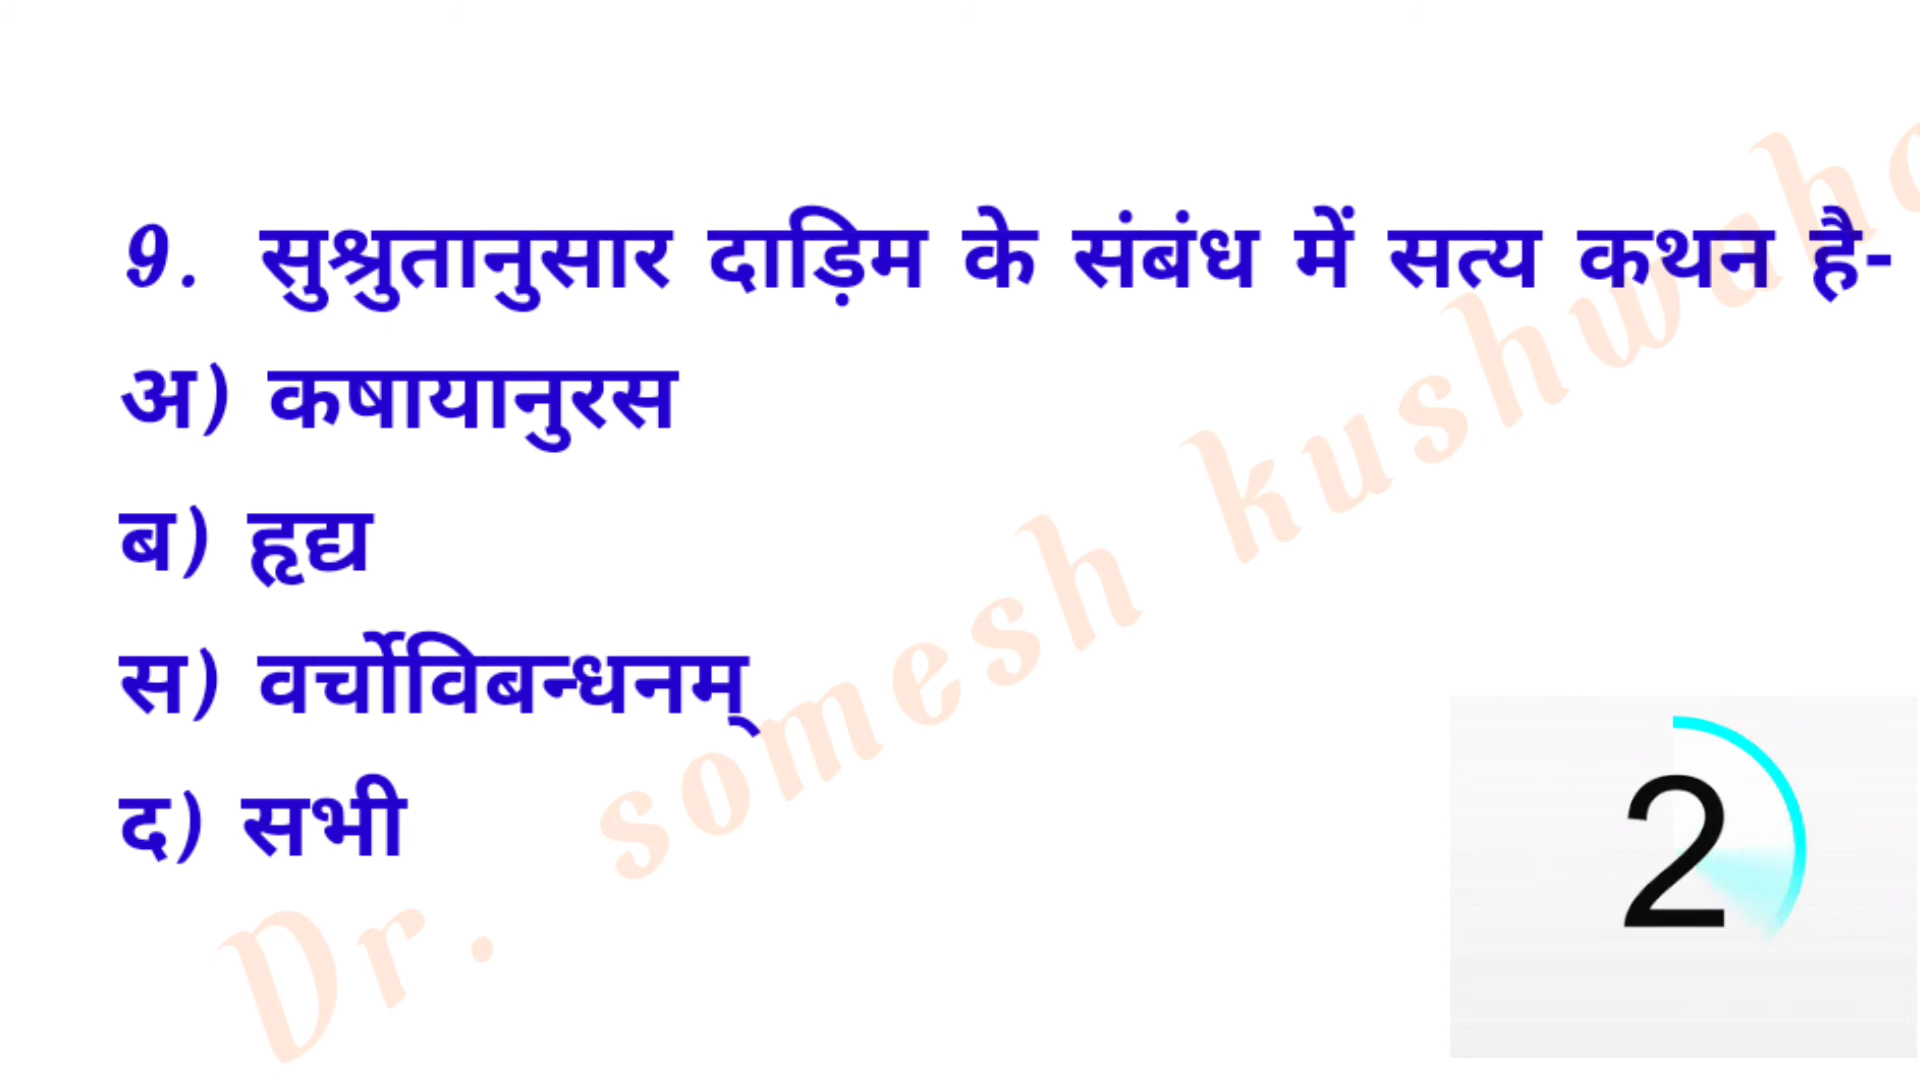 9. सुश्रुतानुसार दाड़िम के संबंध में सत्य कथन है-
अ) कषायानुरस
ब) हृद्य
स) वर्चोविबन्धनम्
द) सभी
Dr. somesh kushwaha
2